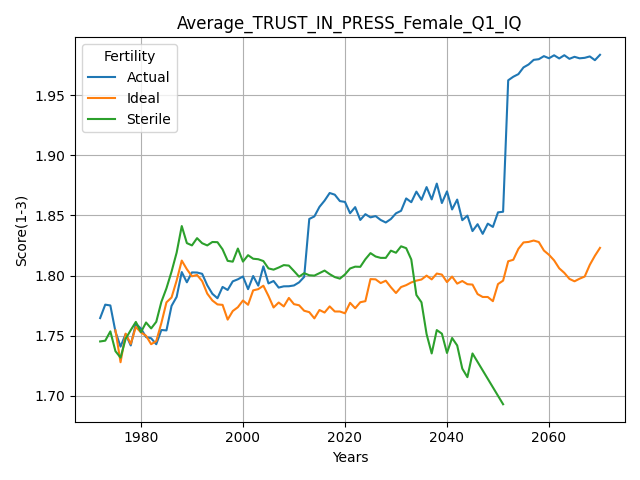 Average_TRUST_IN_PRESS_Female_Q1_IQ
Fertility
Actual
Ideal
Sterile
Score(1-3)
1.95
1.90
1.85
1.80
1.75
1.70
1980
2000
2020
2040
2060
Years